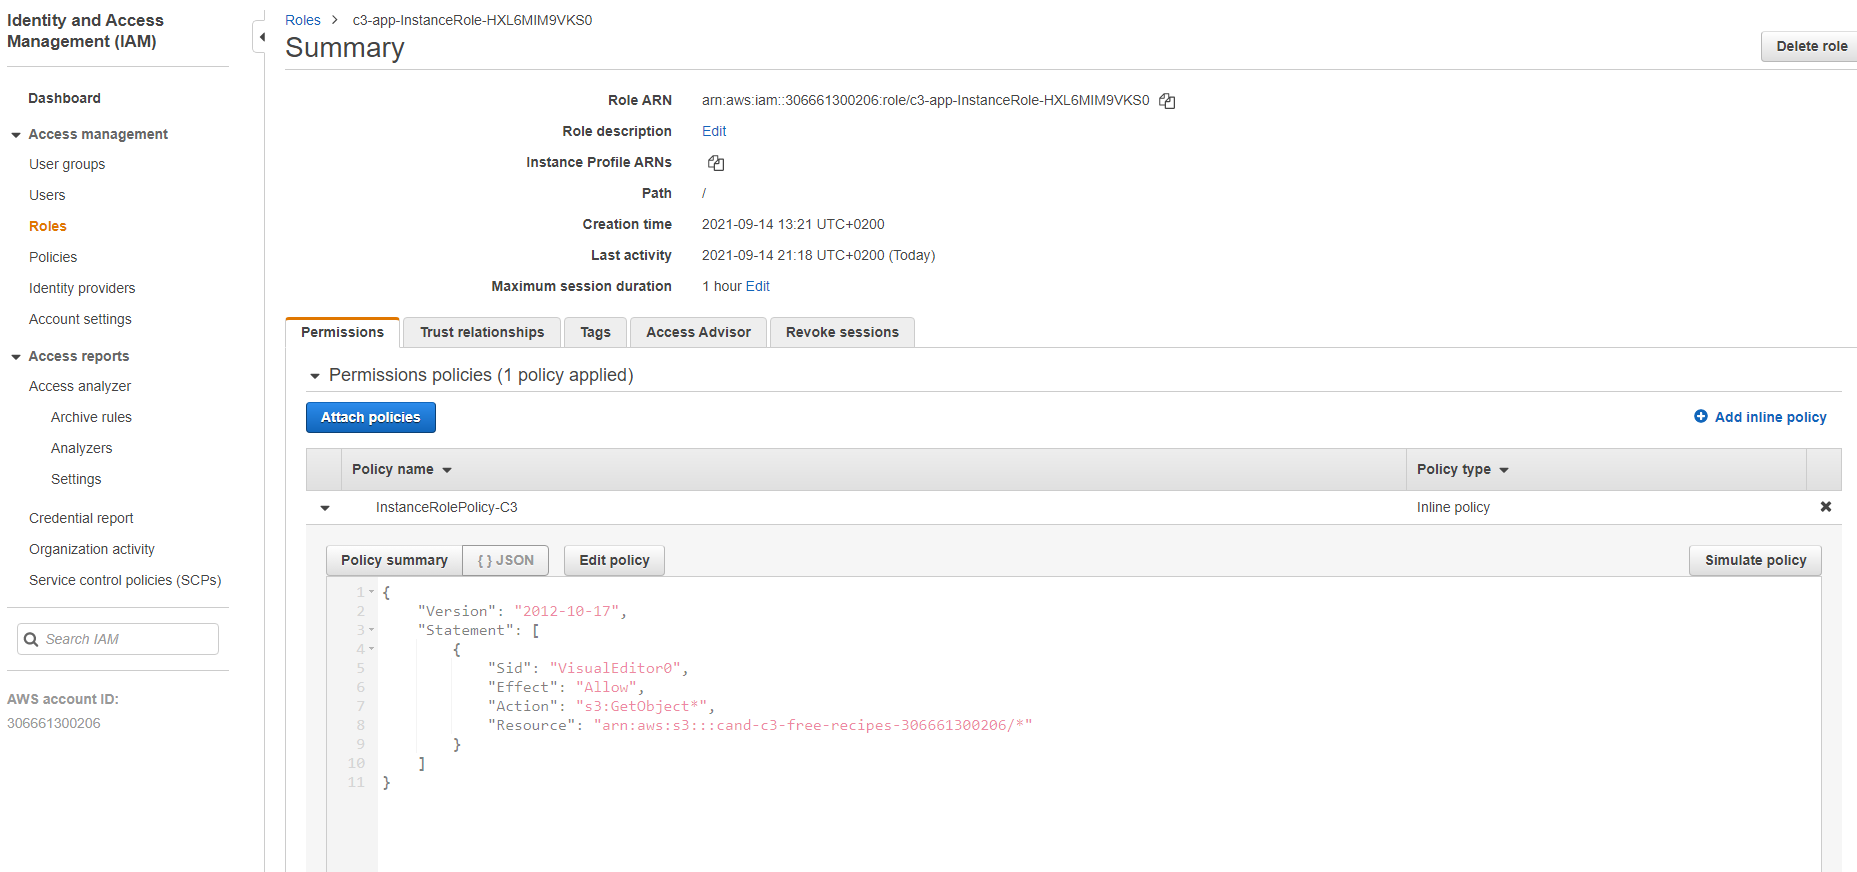 Identity and Access
Management (IAM)
Dashboard
Access management
User groups
Users
Roles
Policies
Identity providers
Account settings
Access reports
Access analyzer
Archive rules
Analyzers
Settings
Credential report
Organization activity
Service control policies (SCPs)
Search IAM
AWS account ID:
306661300206
Roles > c3-app-InstanceRole-HXL6MIM9VKS0
Summary
Delete role
Role ARN arn:aws:iam::306661300206:role/c3-app-InstanceRole-HXL6MIM9VKS0
Role description Edit
Instance Profile ARNs
Path /
Creation time 2021-09-14 13:21 UTC+0200
Last activity 2021-09-14 21:18 UTC+0200 (Today)
Maximum session duration 1 hour Edit
Permissions Trust relationships Tags Access Advisor Revoke sessions
Permissions policies (1 policy applied)
Attach policies Add inline policy
Policy name Policy type
InstanceRolePolicy-C3 Inline policy
Policy summary { } JSON Edit policy Simulate policy
1 {
2 "Version": "2012-10-17",
3 "Statement": [
4 {
5 "Sid": "VisualEditor0",
6 "Effect": "Allow",
7 "Action": "s3:GetObject*",
8 "Resource": "arn:aws:s3:::cand-c3-free-recipes-306661300206/*"
9 }
10 ]
11 }